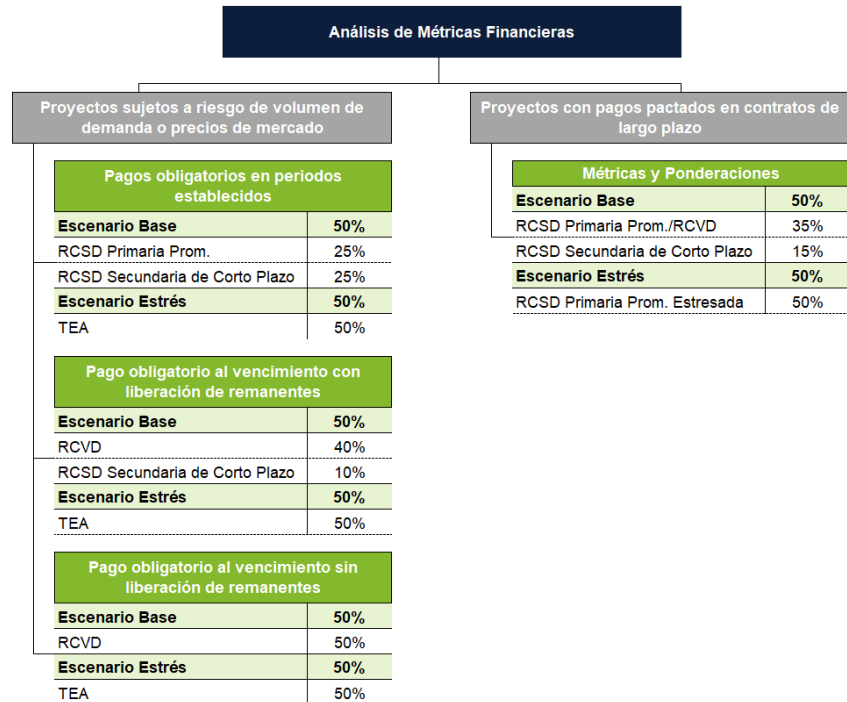 Análisis de Métricas Financieras
Proyectos sujetos a riesgo de volumen de
demanda o precios de mercado
Pagos obligatorios en periodos
establecidos
Escenario Base 50%
RCSD Primaria Prom. 25%
RCSD Secundaria de Corto Plazo 25%
Escenario Estrés 50%
TEA 50%
Pago obligatorio al vencimiento con
liberación de remanentes
Escenario Base 50%
RCVD 40%
RCSD Secundaria de Corto Plazo 10%
Escenario Estrés 50%
TEA 50%
Pago obligatorio al vencimiento sin
liberación de remanentes
Escenario Base 50%
RCVD 50%
Escenario Estrés 50%
TEA 50%
Proyectos con pagos pactados en contratos de
largo plazo
Métricas y Ponderaciones
Escenario Base 50%
RCSD Primaria Prom./RCVD 35%
RCSD Secundaria de Corto Plazo 15%
Escenario Estrés 50%
RCSD Primaria Prom. Estresada 50%